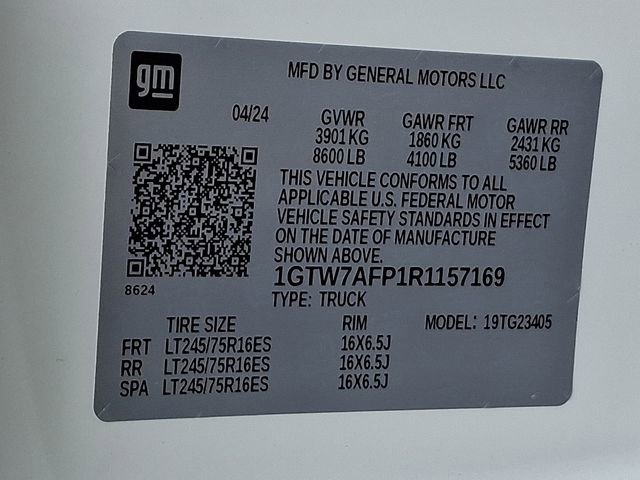 gm
MFD BY GENERAL MOTORS LLC
04/24
GVWR GAWR FRT GAWR RR
3901 KG 1860 KG 2431 KG
8600 LB 4100 LB 5360 LB
THIS VEHICLE CONFORMS TO ALL
APPLICABLE U.S. FEDERAL MOTOR
VEHICLE SAFETY STANDARDS IN EFFECT
ON THE DATE OF MANUFACTURE
SHOWN ABOVE.
1GTW7AFP1R1157169
8624
TYPE: TRUCK
TIRE SIZE RIM MODEL: 19TG23405
FRT LT245/75R16ES 16X6.5J
RR LT245/75R16ES 16X6.5J
SPA LT245/75R16ES 16X6.5J